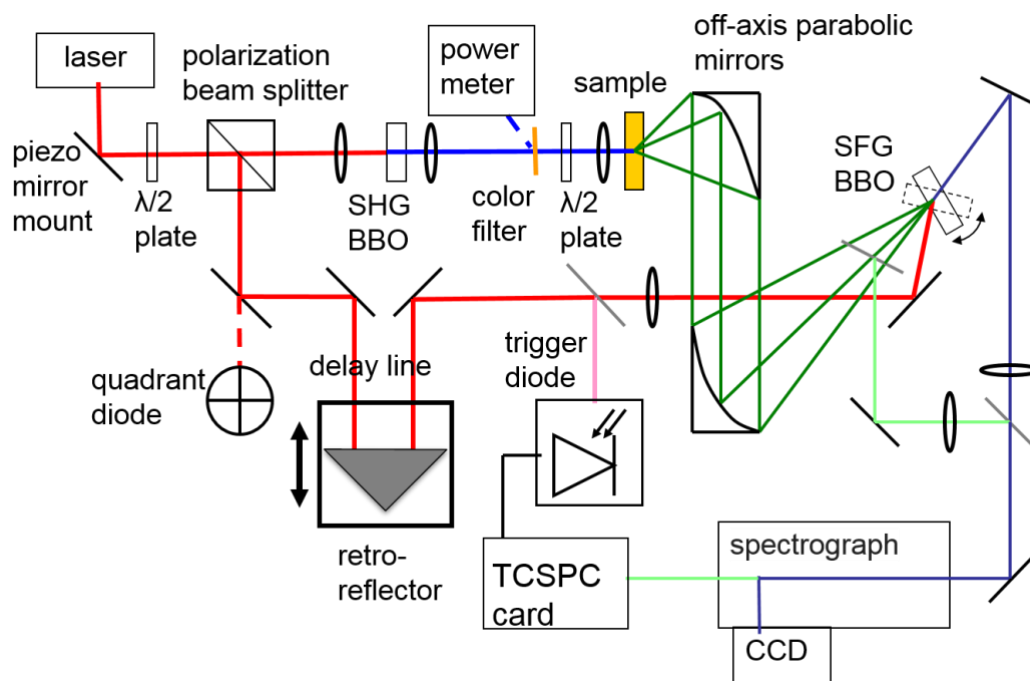 laser
polarization
beam splitter
power
meter
sample
off-axis parabolic
mirrors
piezo
mirror
mount
λ/2
plate
SHG
BBO
color
filter
λ/2
plate
SFG
BBO
quadrant
diode
delay line
trigger
diode
retro-
reflector
TCSPC
card
spectrograph
CCD